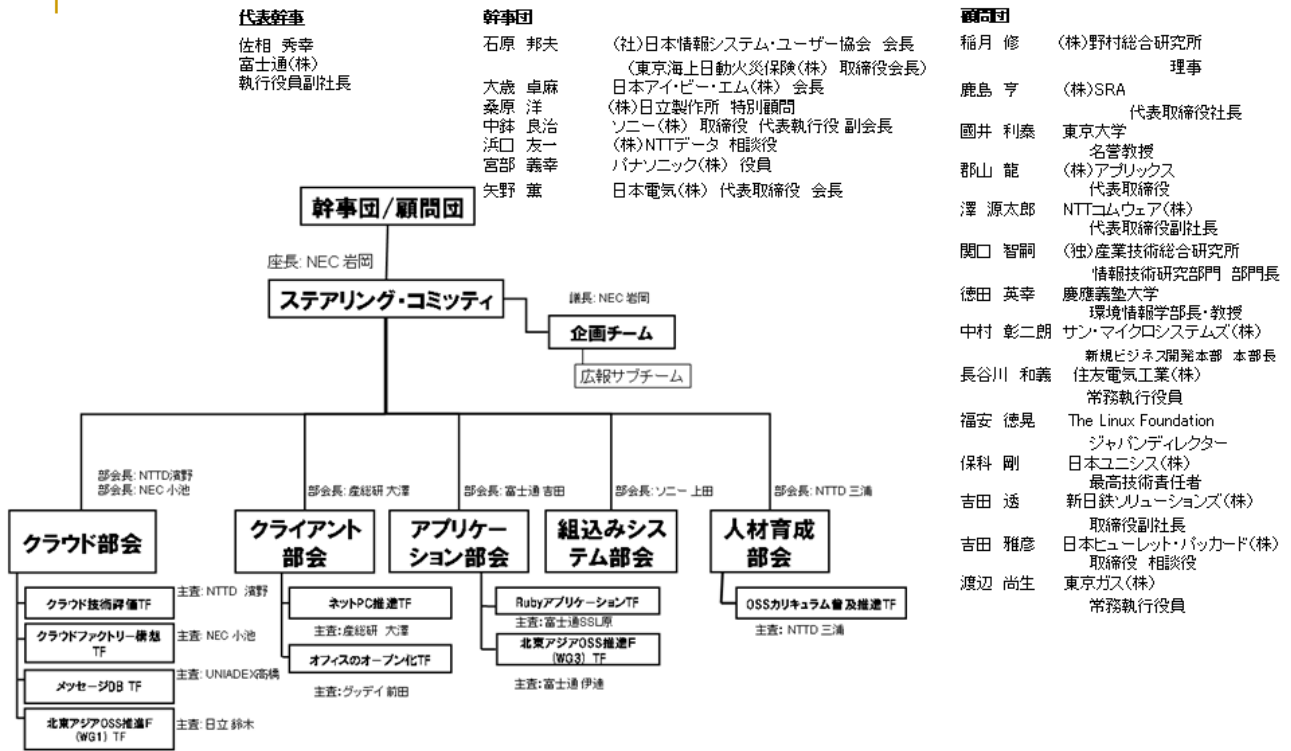 代表幹事
佐相 秀幸
富士通(株)
執行役員副社長
幹事団
石原 邦夫 (社)日本情報システム・ユーザー協会 会長
(東京海上日動火災保険(株) 取締役会長)
大歳 卓麻 日本アイ・ビー・エム(株) 会長
桑原 洋 (株)日立製作所 特別顧問
中鉢 良治 ソニー(株) 取締役 代表執行役 副会長
浜口 友一 (株)NTTデータ 相談役
宮部 義幸 パナソニック(株) 役員
矢野 薫 日本電気(株) 代表取締役 会長
顧問団
稲月 修 (株)野村総合研究所
理事
鹿島 亨 (株)SRA
代表取締役社長
國井 利泰 東京大学
名誉教授
郡山 龍 (株)アプリックス
代表取締役
澤 源太郎 NTTコムウェア(株)
代表取締役副社長
関口 智嗣 (独)産業技術総合研究所
情報技術研究部門 部門長
徳田 英幸 慶應義塾大学
環境情報学部長・教授
中村 彰二朗 サン・マイクロシステムズ(株)
新規ビジネス開発本部 本部長
長谷川 和義 住友電気工業(株)
常務執行役員
福安 徳晃 The Linux Foundation
ジャパンディレクター
保科 剛 日本ユニシス(株)
最高技術責任者
吉田 透 新日鉄ソリューションズ(株)
取締役副社長
吉田 雅彦 日本ヒューレット・パッカード(株)
取締役 相談役
渡辺 尚生 東京ガス(株)
常務執行役員
幹事団/顧問団
座長: NEC 岩岡
ステアリング・コミッティ
議長: NEC 岩岡
企画チーム
広報サブチーム
部会長: NTTD濱野
部会長: NEC 小池
クラウド部会
クラウド技術評価TF
主査: NTTD 濱野
クラウドファクトリー構想
TF
主査: NEC 小池
メッセージDB TF
主査: UNIADEX高橋
北東アジアOSS推進F
(WG1) TF
主査: 日立 鈴木
部会長: 産総研 大澤
クライアント
部会
ネットPC推進TF
主査: 産総研 大澤
オフィスのオープン化TF
主査: グッデイ 前田
部会長: 富士通 吉田
アプリケー
ション部会
RubyアプリケーションTF
主査: 富士通SSL原
北東アジアOSS推進F
(WG3) TF
主査: 富士通 伊達
部会長: ソニー 上田
組込みシス
テム部会
部会長: NTTD 三浦
人材育成
部会
OSSカリキュラム普及推進TF
主査: NTTD 三浦